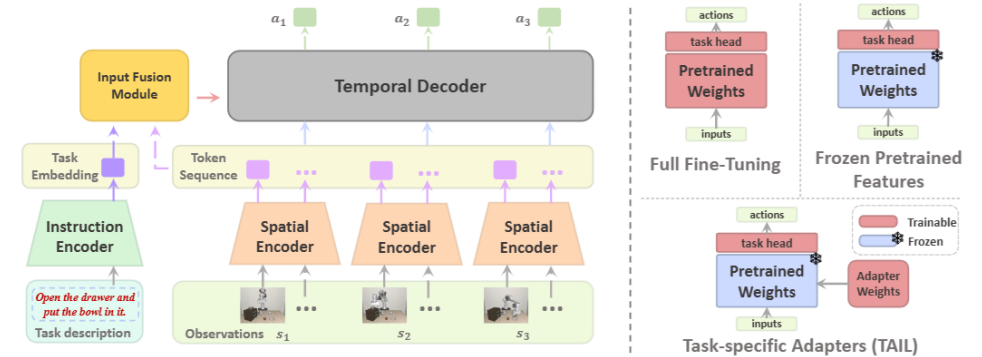 a1
a2
a3
Input Fusion
Module
Temporal Decoder
Task
Embedding
Token
Sequence
...
...
...
Instruction
Encoder
Spatial
Encoder
Spatial
Encoder
Spatial
Encoder
Open the drawer and
put the bowl in it.
Task description
Observations
s1
...
s2
...
s3
...
actions
task head
Pretrained
Weights
inputs
Full Fine-Tuning
actions
task head
Pretrained
Weights
inputs
Frozen Pretrained
Features
actions
task head
Pretrained
Weights
inputs
Adapter
Weights
Trainable
Frozen
Task-specific Adapters (TAIL)